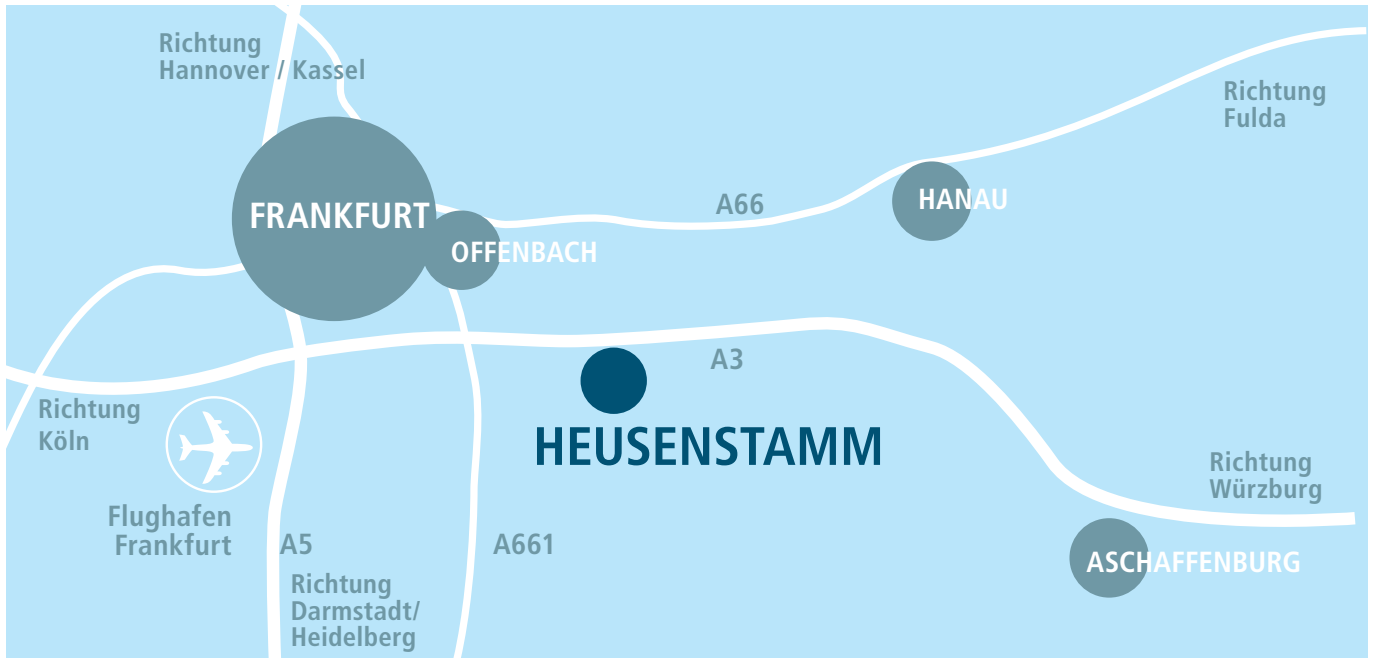 Richtung
Hannover / Kassel
Richtung
Fulda
HANAU
A66
FRANKFURT
OFFENBACH
A3
Richtung
Köln
HEUSENSTAMM
Richtung
Würzburg
Flughafen
Frankfurt
A5
A661
ASCHAFFENBURG
Richtung
Darmstadt/
Heidelberg